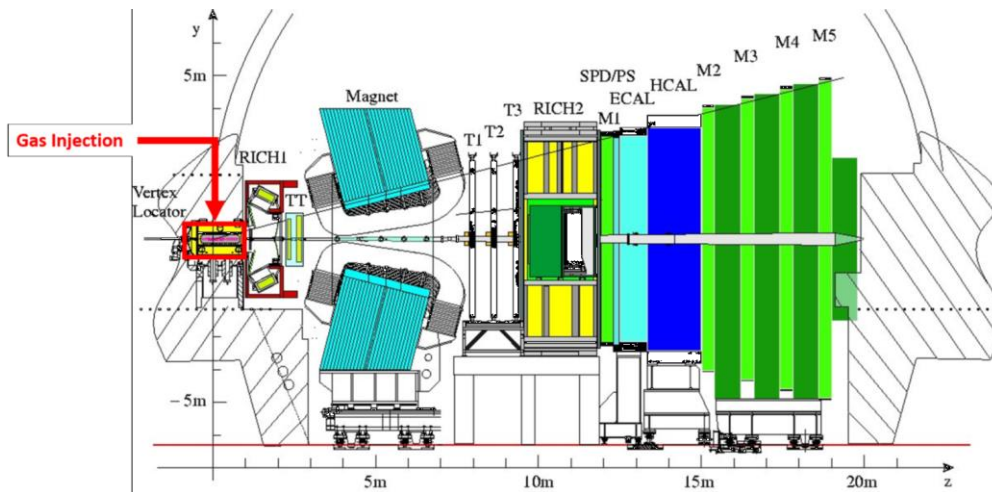 y
5m
Magnet
SPD/PS
ECAL
HCAL
M1
M2
M3
M4
M5
T1
T2
T3
RICH2
Gas Injection
RICH1
Vertex
Locator
TT
− 5m
5m
10m
15m
20m
z